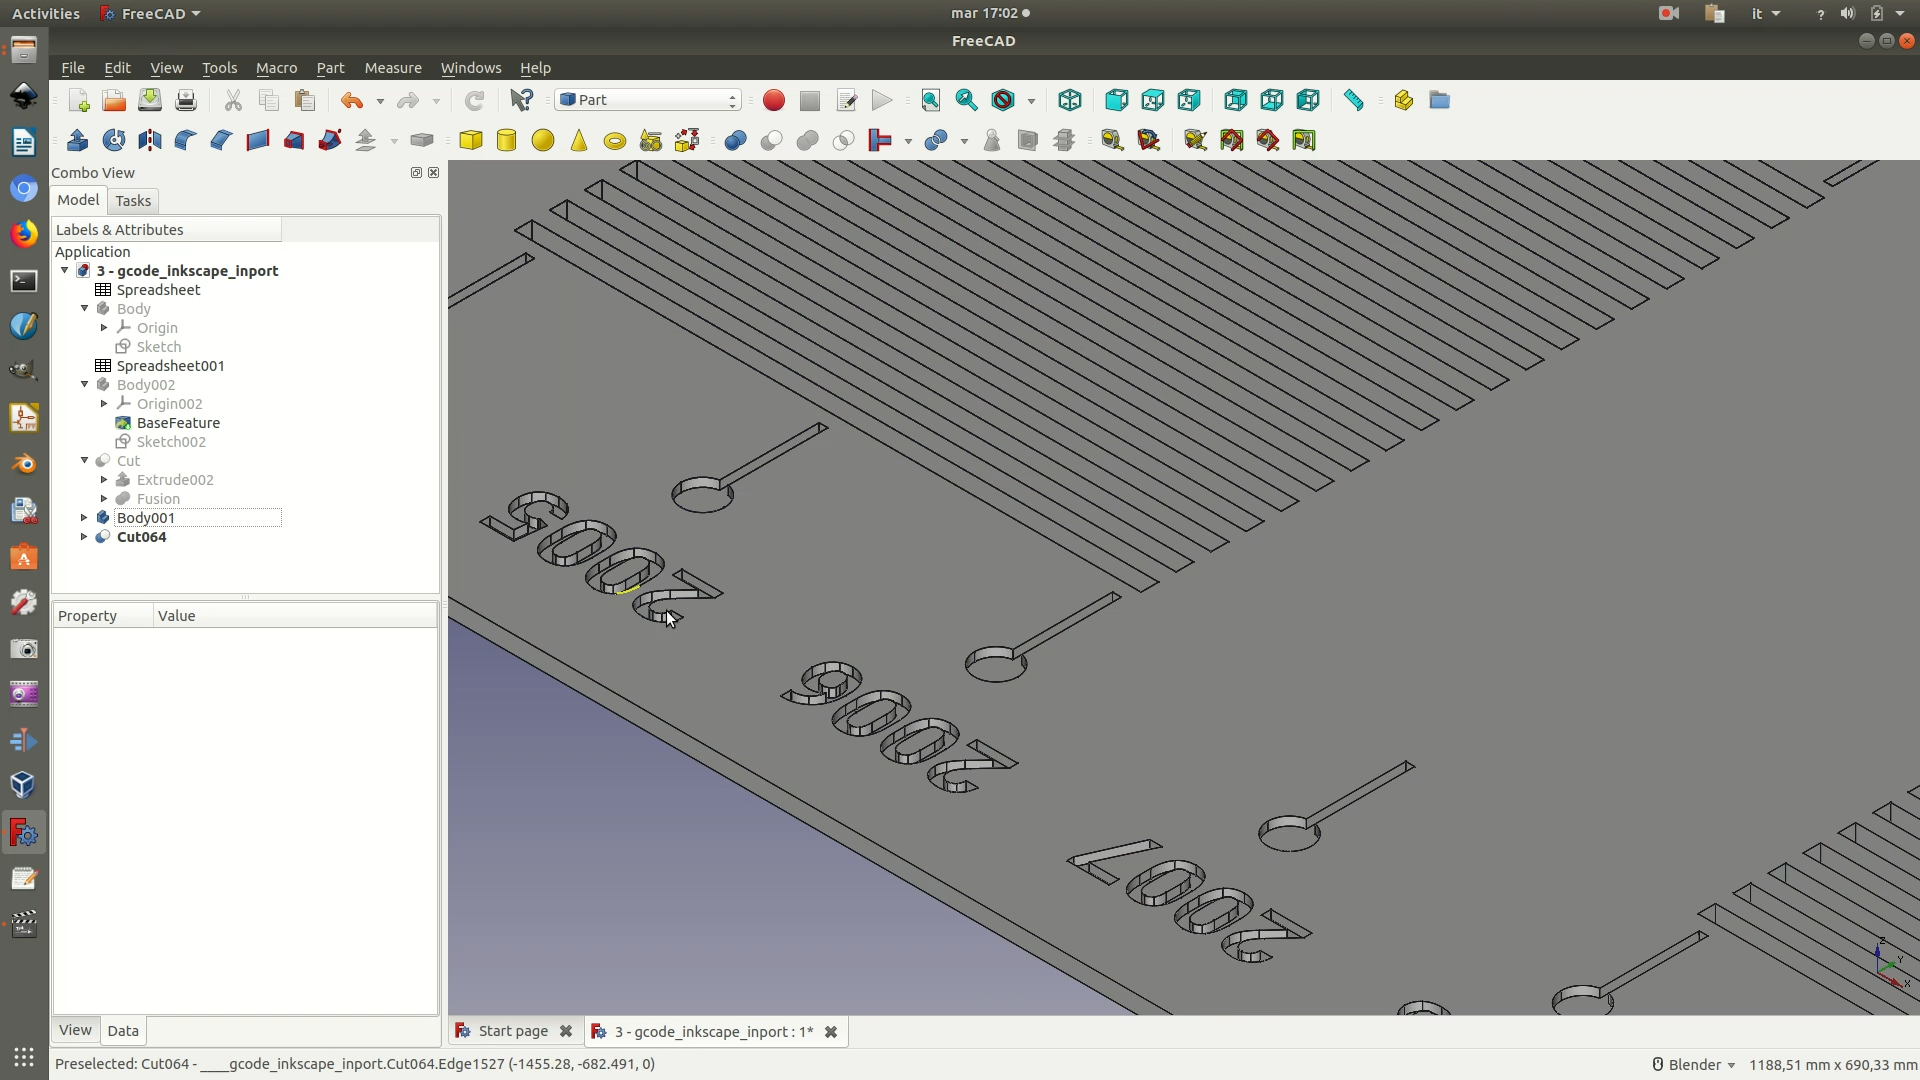 Activities FreeCAD mar 17:02 it ?
FreeCAD
File Edit View Tools Macro Part Measure Windows Help
Part
Combo View
Model Tasks
Labels & Attributes
Application
3 - gcode_inkscape_inport
Spreadsheet
Body
Origin
Sketch
Spreadsheet001
Body002
Origin002
BaseFeature
Sketch002
Cut
Extrude002
Fusion
Body001
Cut064
Property Value
2005
2006
2007
Z
Y
X
View Data
Start page 3 - gcode_inkscape_inport : 1*
Preselected: Cut064 - ____gcode_inkscape_inport.Cut064.Edge1527 (-1455.28, -682.491, 0) Blender 1188,51 mm x 690,33 mm